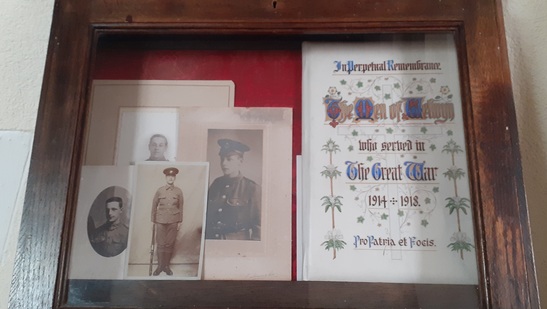 In Perpetual Remembrance.
The Men of
who served in
The Great War
1914 - 1918.
Pro Patria et Focis.